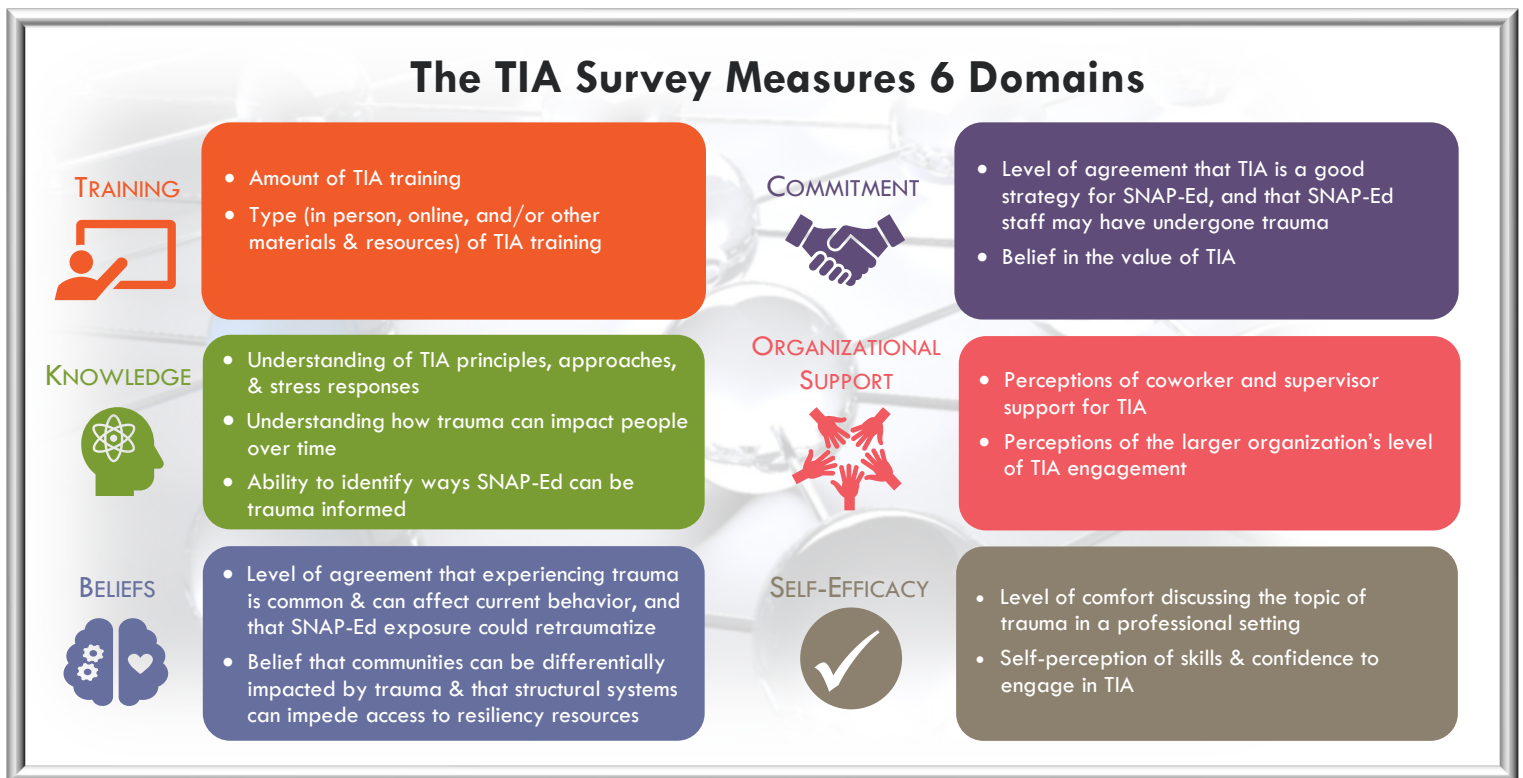 The TIA Survey Measures 6 Domains
TRAINING
• Amount of TIA training
• Type (in person, online, and/or other
materials & resources) of TIA training
KNOWLEDGE
• Understanding of TIA principles, approaches,
& stress responses
• Understanding how trauma can impact people
over time
• Ability to identify ways SNAP-Ed can be
trauma informed
BELIEFS
• Level of agreement that experiencing trauma
is common & can affect current behavior, and
that SNAP-Ed exposure could retraumatize
• Belief that communities can be differentially
impacted by trauma & that structural systems
can impede access to resiliency resources
COMMITMENT
• Level of agreement that TIA is a good
strategy for SNAP-Ed, and that SNAP-Ed
staff may have undergone trauma
• Belief in the value of TIA
ORGANIZATIONAL
SUPPORT
• Perceptions of coworker and supervisor
support for TIA
• Perceptions of the larger organization's level
of TIA engagement
SELF-EFFICACY
• Level of comfort discussing the topic of
trauma in a professional setting
• Self-perception of skills & confidence to
engage in TIA